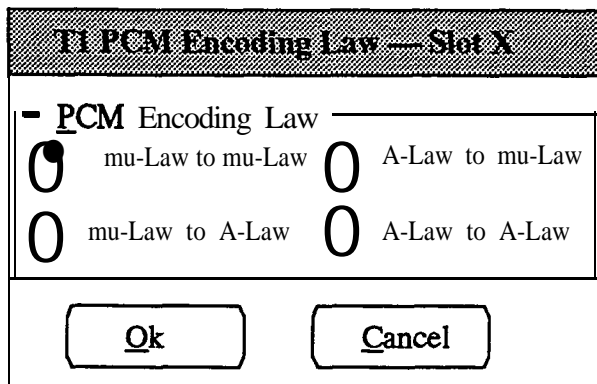 T1 PCM Encoding Law — Slot X
PCM Encoding Law
mu-Law to mu-Law A-Law to mu-Law
mu-Law to A-Law A-Law to A-Law
Ok Cancel